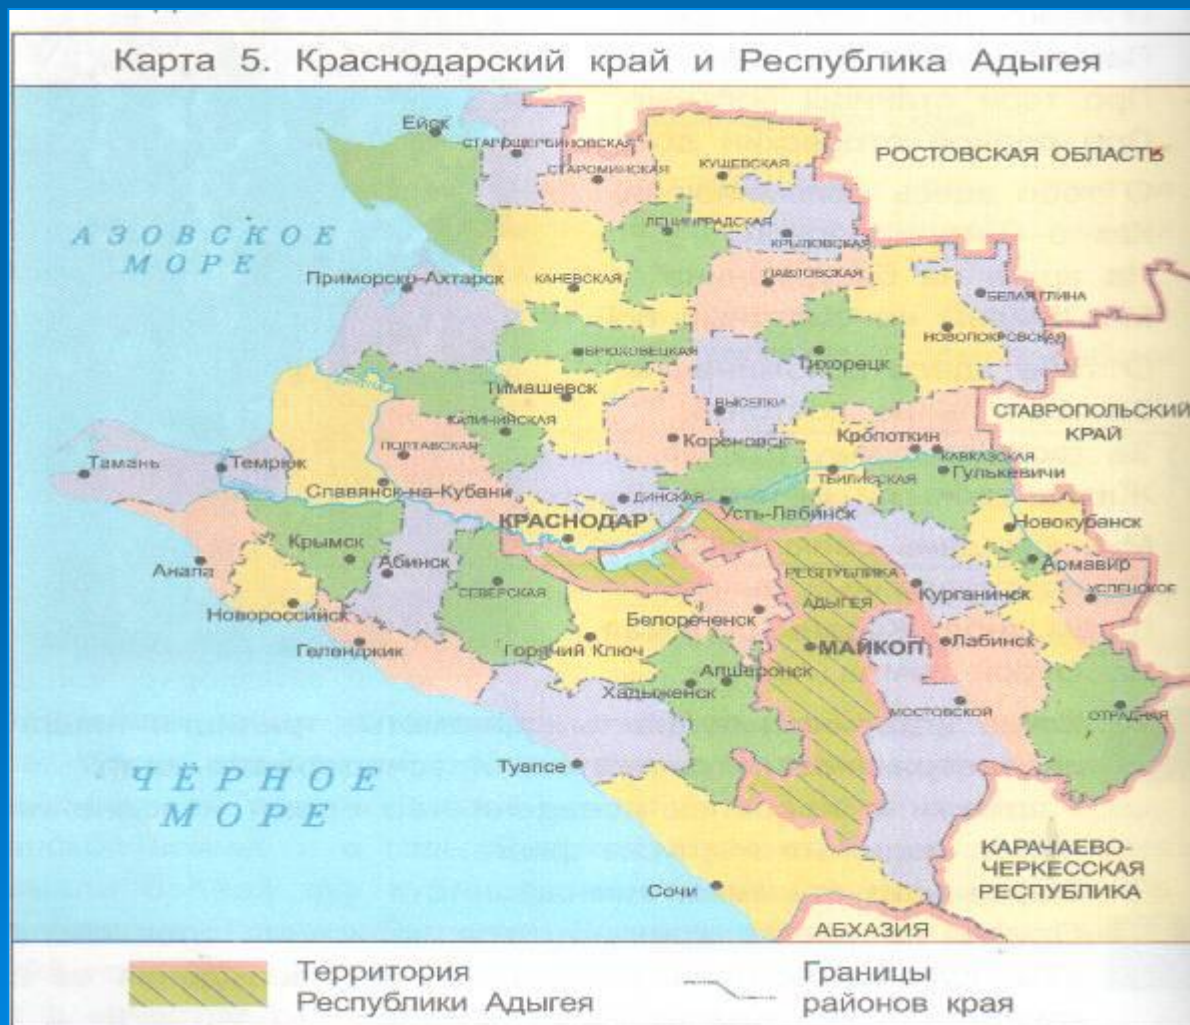 Карта 5. Краснодарский край и Республика Адыгея
Ейск
СТАРОЩЕРБИНОВСКАЯ
СТАРОМИНСКАЯ
КУЩЕВСКАЯ
РОСТОВСКАЯ ОБЛАСТЬ
ЛЕНИНГРАДСКАЯ
КРЫЛОВСКАЯ
АЗОВСКОЕ
МОРЕ
Приморско-Ахтарск
КАНЕВСКАЯ
ПАВЛОВСКАЯ
БЕЛАЯ ГЛИНА
НОВОПОКРОВСКАЯ
БРЮХОВЕЦКАЯ
Тихорецк
Тимашевск
ВЫСЕЛКИ
СТАВРОПОЛЬСКИЙ
КРАЙ
КАЛИНИНСКАЯ
Кореновск
Кропоткин
КАВКАЗСКАЯ
ПОЛТАВСКАЯ
Тамань
Темрюк
Гулькевичи
ТБИЛИССКАЯ
Славянск-на-Кубани
ДИНСКАЯ
Усть-Лабинск
КРАСНОДАР
Новокубанск
Крымск
Анапа
Абинск
Армавир
РЕСПУБЛИКА
АДЫГЕЯ
СЕВЕРСКАЯ
Курганинск
УСПЕНСКОЕ
Новороссийск
Белореченск
Геленджик
Горячий Ключ
МАЙКОП
Лабинск
Апшеронск
Хадыженск
МОСТОВСКОЙ
ОТРАДНАЯ
Туапсе
ЧЁРНОЕ
МОРЕ
КАРАЧАЕВО-
ЧЕРКЕССКАЯ
РЕСПУБЛИКА
Сочи
АБХАЗИЯ
Территория
Республики Адыгея
Границы
районов края